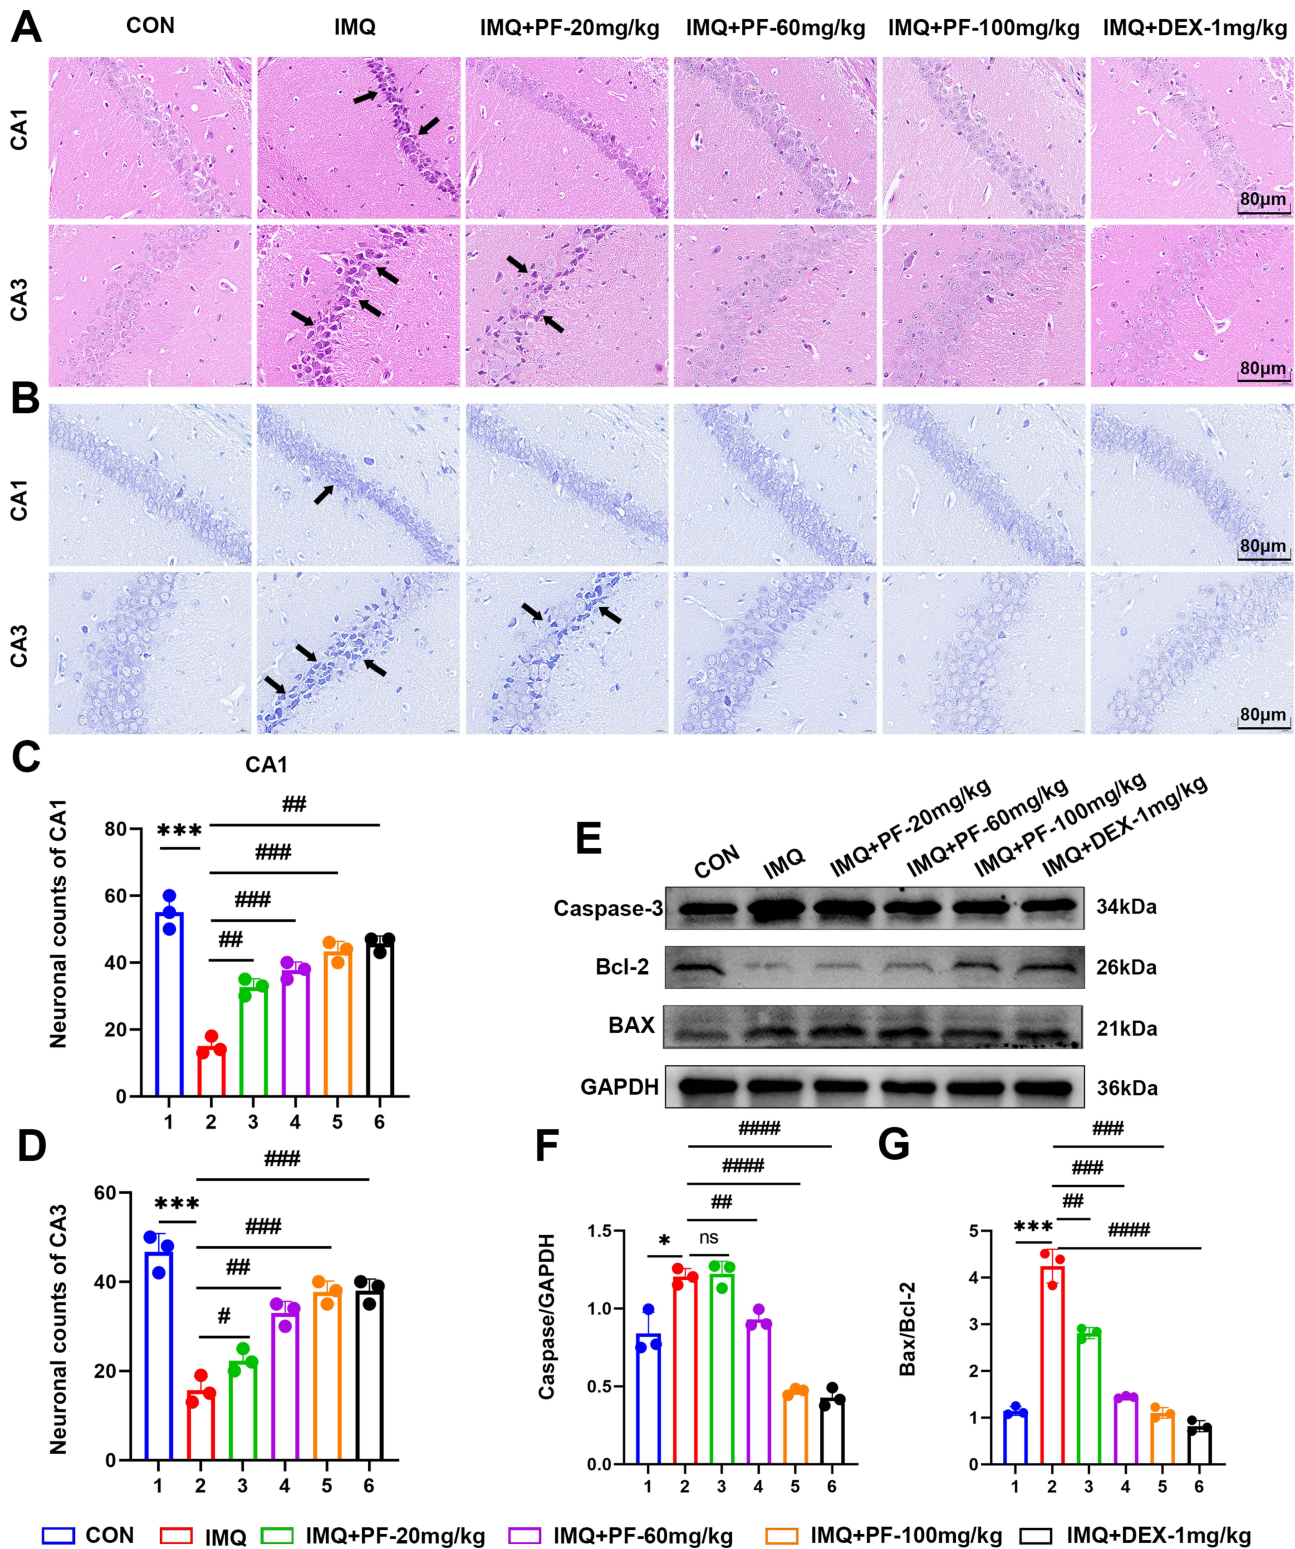 A
CON IMQ IMQ+PF-20mg/kg IMQ+PF-60mg/kg IMQ+PF-100mg/kg IMQ+DEX-1mg/kg
CA1
80μm
CA3
80μm
B
CA1
80μm
CA3
80μm
C
CA1
Neuronal counts of CA1
80
60
40
20
0
***
##
###
###
##
1 2 3 4 5 6
D
Neuronal counts of CA3
60
40
20
0
***
#
##
###
###
1 2 3 4 5 6
E
CON IMQ IMQ+PF-20mg/kg IMQ+PF-60mg/kg IMQ+PF-100mg/kg IMQ+DEX-1mg/kg
Caspase-3 34kDa
Bcl-2 26kDa
BAX 21kDa
GAPDH 36kDa
F
Caspase/GAPDH
1.5
1.0
0.5
0.0
####
####
##
*
ns
1 2 3 4 5 6
G
Bax/Bcl-2
5
4
3
2
1
0
###
###
##
***
####
1 2 3 4 5 6
CON IMQ IMQ+PF-20mg/kg IMQ+PF-60mg/kg IMQ+PF-100mg/kg IMQ+DEX-1mg/kg